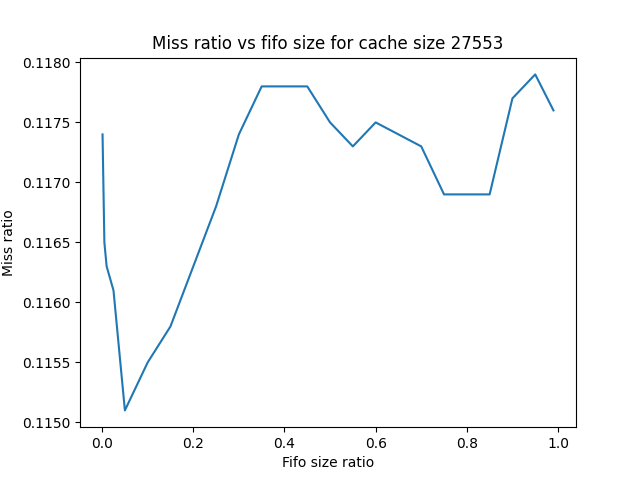 Miss ratio vs fifo size for cache size 27553
0.1180
0.1175
0.1170
0.1165
0.1160
0.1155
0.1150
Miss ratio
0.0 0.2 0.4 0.6 0.8 1.0
Fifo size ratio